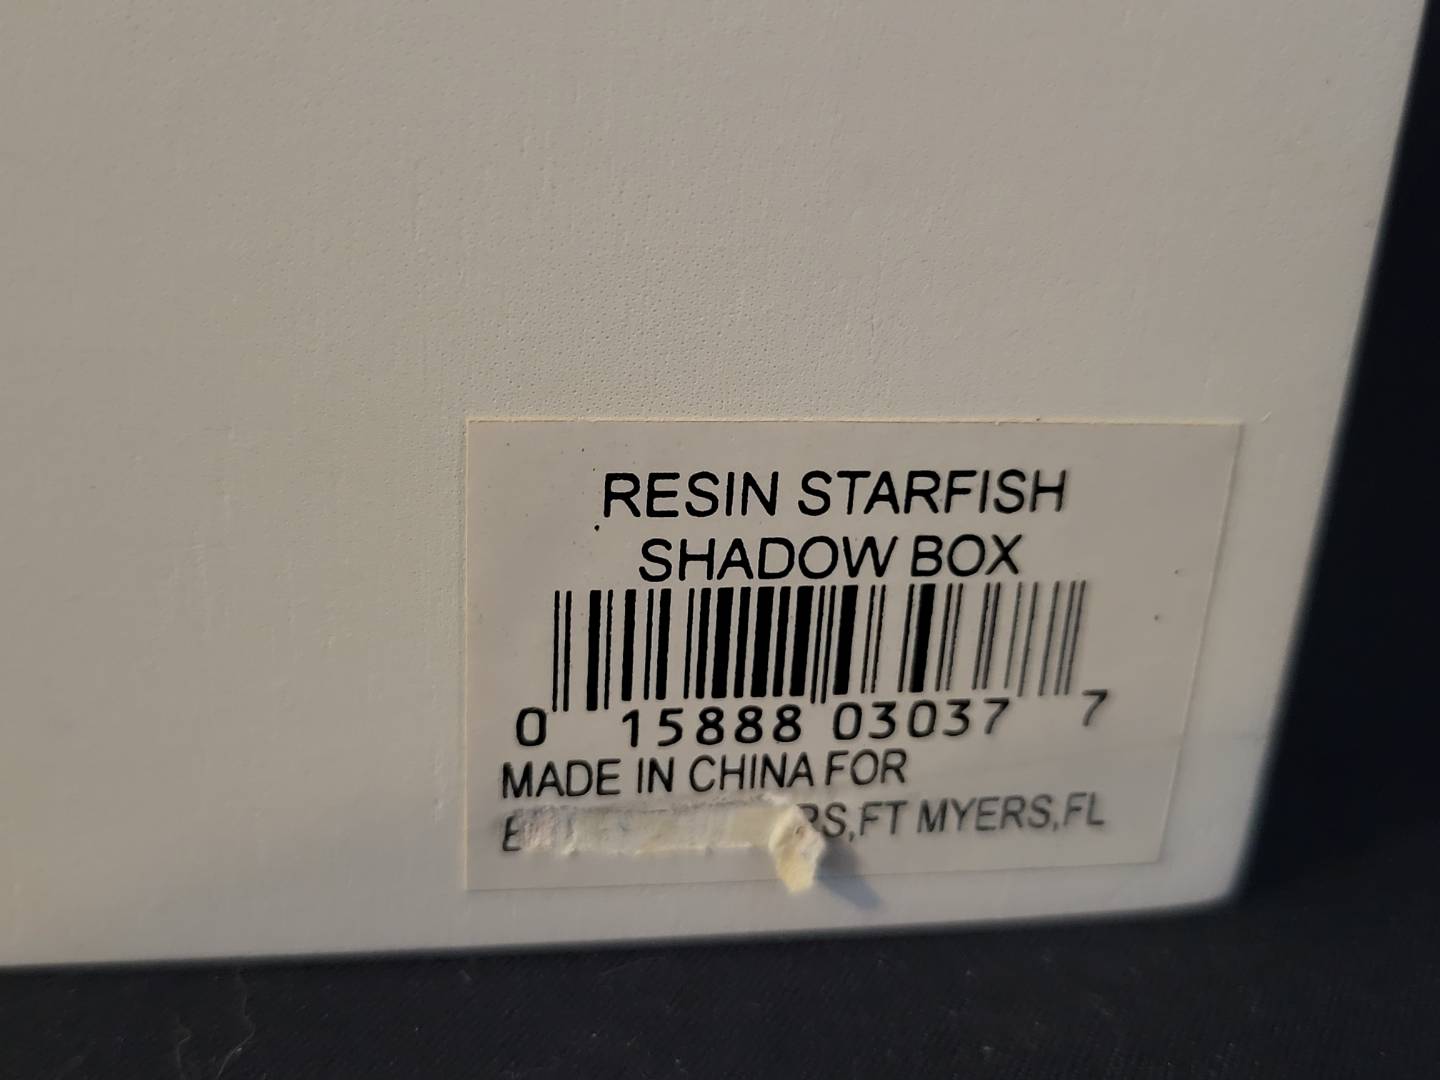 RESIN STARFISH
SHADOW BOX
0 15888 03037 7
MADE IN CHINA FOR
FT MYERS,FL